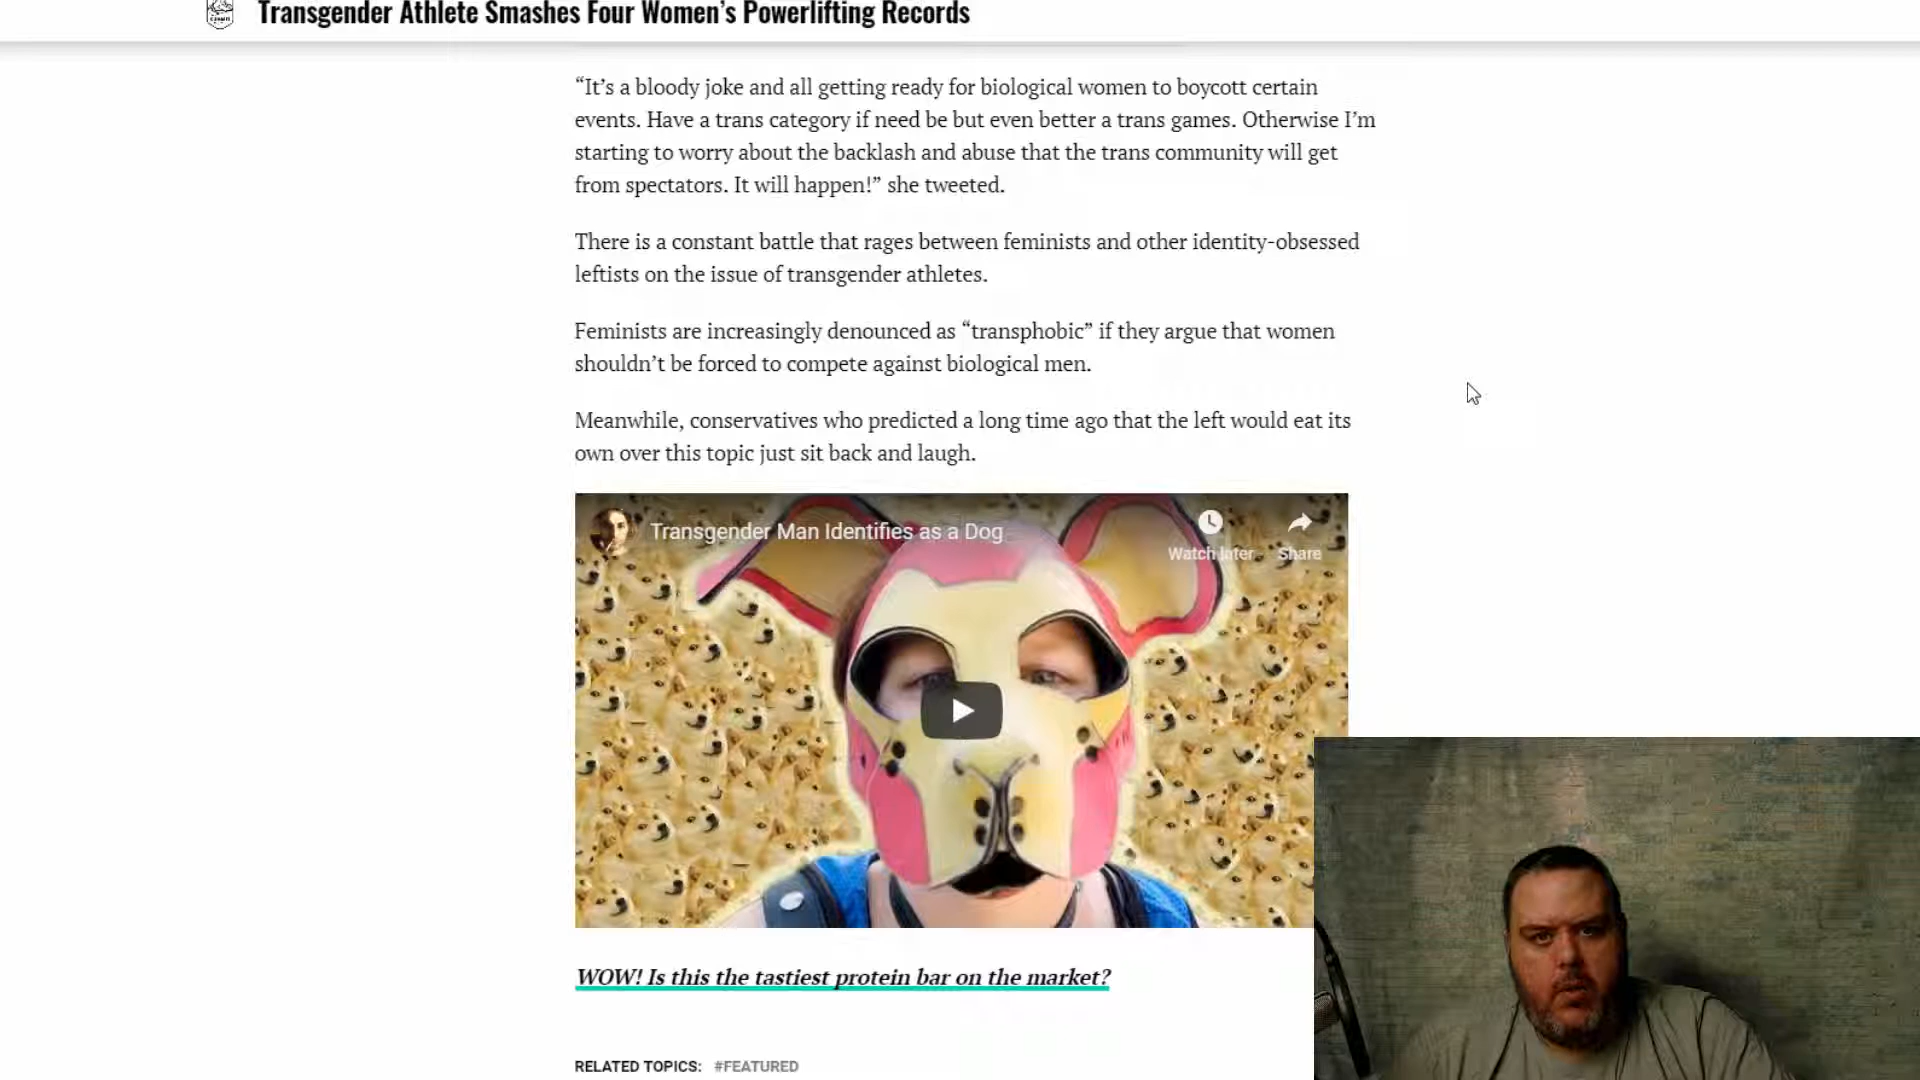 Transgender Athlete Smashes Four Women’s Powerlifting Records
“It’s a bloody joke and all getting ready for biological women to boycott certain
events. Have a trans category if need be but even better a trans games. Otherwise I’m
starting to worry about the backlash and abuse that the trans community will get
from spectators. It will happen!” she tweeted.
There is a constant battle that rages between feminists and other identity-obsessed
leftists on the issue of transgender athletes.
Feminists are increasingly denounced as “transphobic” if they argue that women
shouldn’t be forced to compete against biological men.
Meanwhile, conservatives who predicted a long time ago that the left would eat its
own over this topic just sit back and laugh.
Transgender Man Identifies as a Dog
Watch later
Share
WOW! Is this the tastiest protein bar on the market?
RELATED TOPICS: #FEATURED